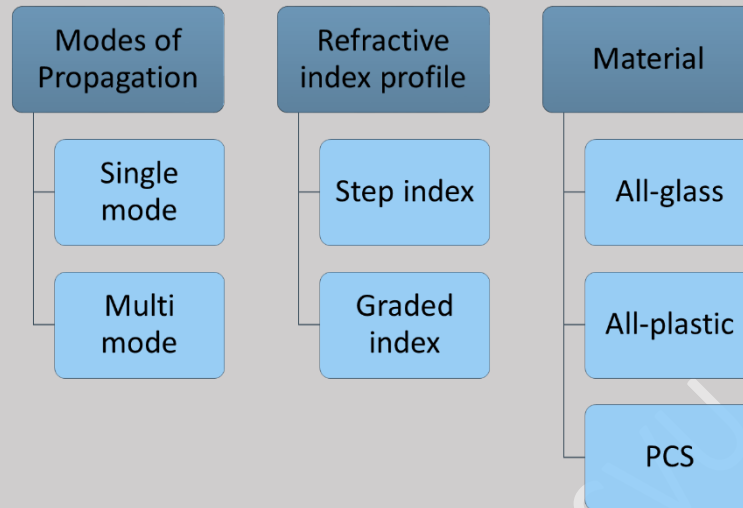 Modes of
Propagation
Single
mode
Multi
mode
Refractive
index profile
Step index
Graded
index
Material
All-glass
All-plastic
PCS